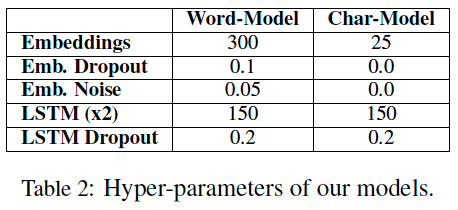 Word-Model Char-Model
Embeddings 300 25
Emb. Dropout 0.1 0.0
Emb. Noise 0.05 0.0
LSTM (x2) 150 150
LSTM Dropout 0.2 0.2
Table 2: Hyper-parameters of our models.